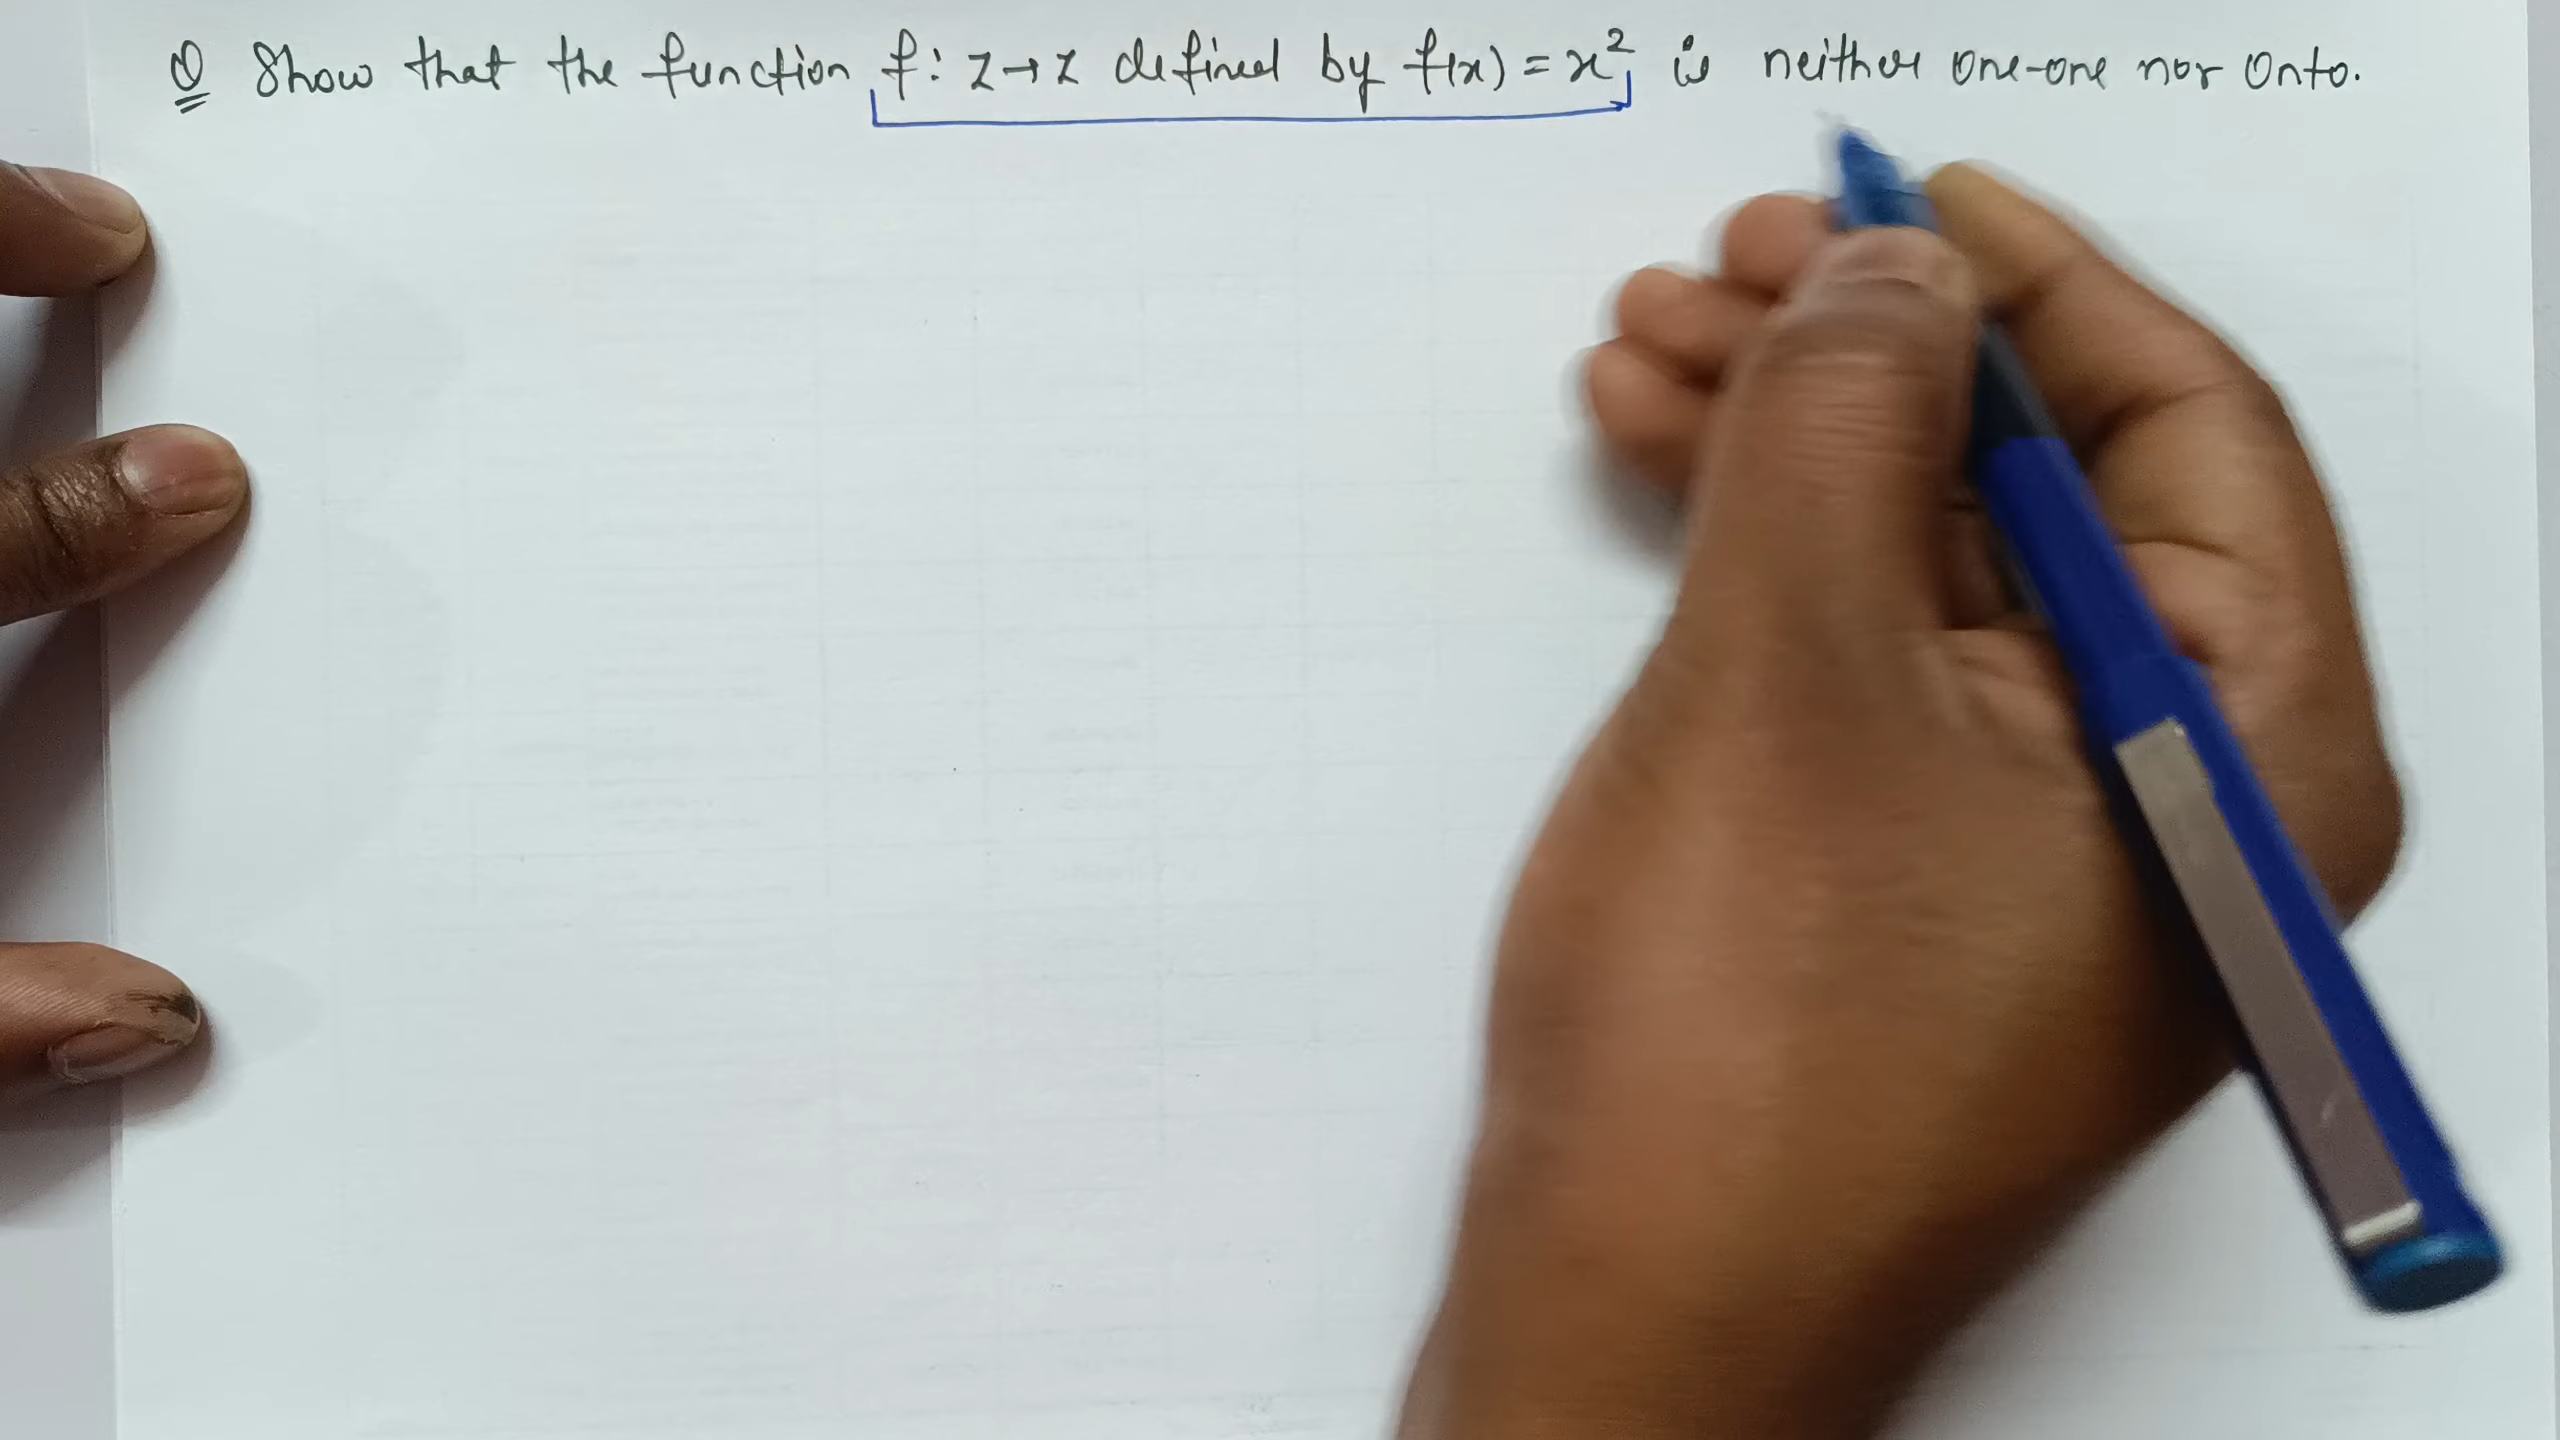 Q Show that the function f: Z→Z defined by f(x) = x² is neither one-one nor onto.